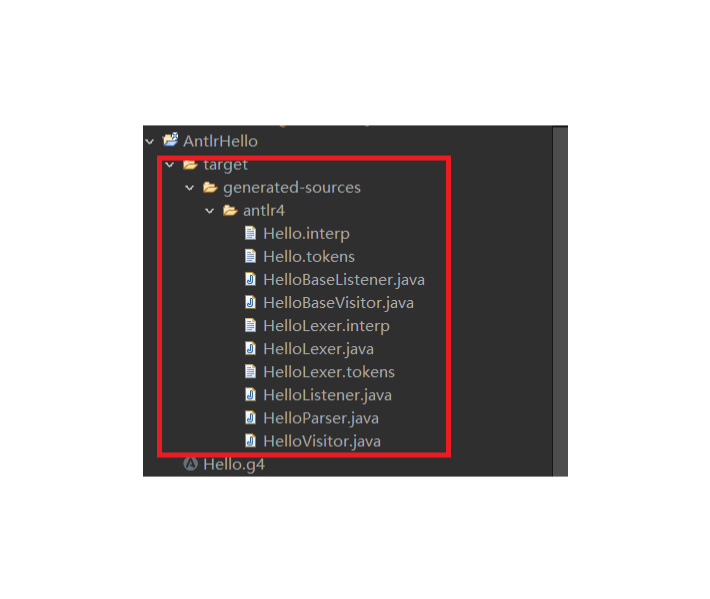 AntlrHello
target
generated-sources
antlr4
Hello.interp
Hello.tokens
HelloBaseListener.java
HelloBaseVisitor.java
HelloLexer.interp
HelloLexer.java
HelloLexer.tokens
HelloListener.java
HelloParser.java
HelloVisitor.java
Hello.g4